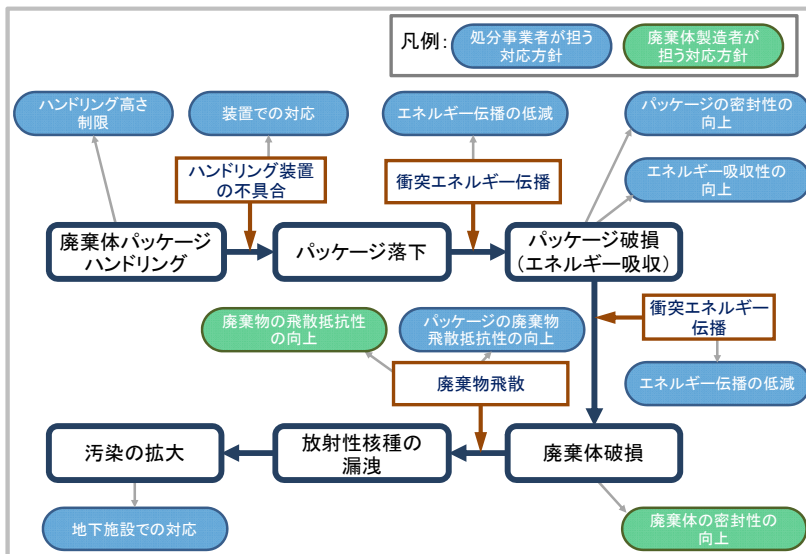 凡例：
処分事業者が担う
対応方針
廃棄体製造者が
担う対応方針
ハンドリング高さ
制限
装置での対応
エネルギー伝播の低減
パッケージの密封性の
向上
エネルギー吸収性の
向上
ハンドリング装置
の不具合
衝突エネルギー伝播
廃棄体パッケージ
ハンドリング
パッケージ落下
パッケージ破損
（エネルギー吸収）
衝突エネルギー
伝播
廃棄物の飛散抵抗性
の向上
パッケージの廃棄物
飛散抵抗性の向上
廃棄物飛散
エネルギー伝播の低減
汚染の拡大
放射性核種の
漏洩
廃棄体破損
地下施設での対応
廃棄体の密封性の
向上